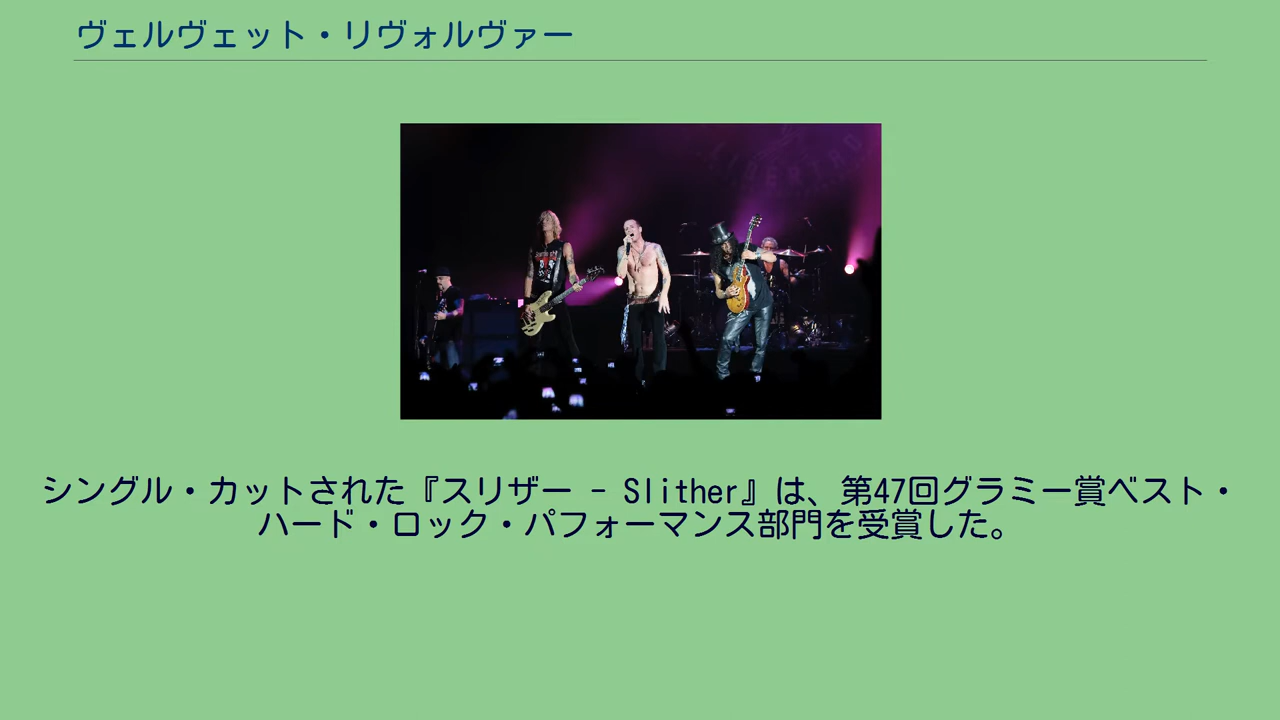 ヴェルヴェット・リヴォルヴァー
シングル・カットされた『スリザー - Slither』は、第47回グラミー賞ベスト・
ハード・ロック・パフォーマンス部門を受賞した。